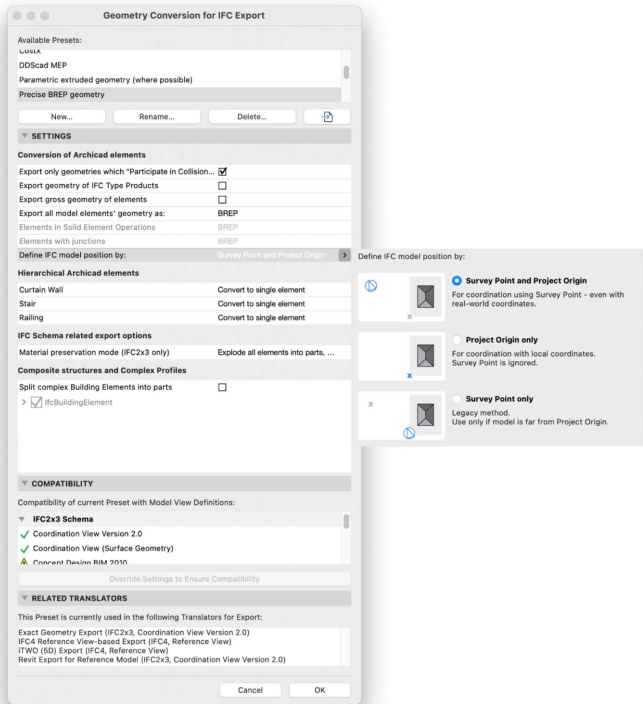 Geometry Conversion for IFC Export
Available Presets:
CostX
DDScad MEP
Parametric extruded geometry (where possible)
Precise BREP geometry
New... Rename... Delete...
SETTINGS
Conversion of Archicad elements
Export only geometries which "Participate in Collision...
Export geometry of IFC Type Products
Export gross geometry of elements
Export all model elements' geometry as: BREP
Elements in Solid Element Operations BREP
Elements with junctions BREP
Define IFC model position by: Survey Point and Project Origin
Hierarchical Archicad elements
Curtain Wall Convert to single element
Stair Convert to single element
Railing Convert to single element
IFC Schema related export options
Material preservation mode (IFC2x3 only) Explode all elements into parts, ...
Composite structures and Complex Profiles
Split complex Building Elements into parts
IfcBuildingElement
COMPATIBILITY
Compatibility of current Preset with Model View Definitions:
IFC2x3 Schema
Coordination View Version 2.0
Coordination View (Surface Geometry)
Concept Design BIM 2010
Override Settings to Ensure Compatibility
RELATED TRANSLATORS
This Preset is currently used in the following Translators for Export:
Exact Geometry Export (IFC2x3, Coordination View Version 2.0)
IFC4 Reference View-based Export (IFC4, Reference View)
iTWO (5D) Export (IFC4, Reference View)
Revit Export for Reference Model (IFC2x3, Coordination View Version 2.0)
Cancel OK
Define IFC model position by:
Survey Point and Project Origin
For coordination using Survey Point - even with
real-world coordinates.
Project Origin only
For coordination with local coordinates.
Survey Point is ignored.
Survey Point only
Legacy method.
Use only if model is far from Project Origin.